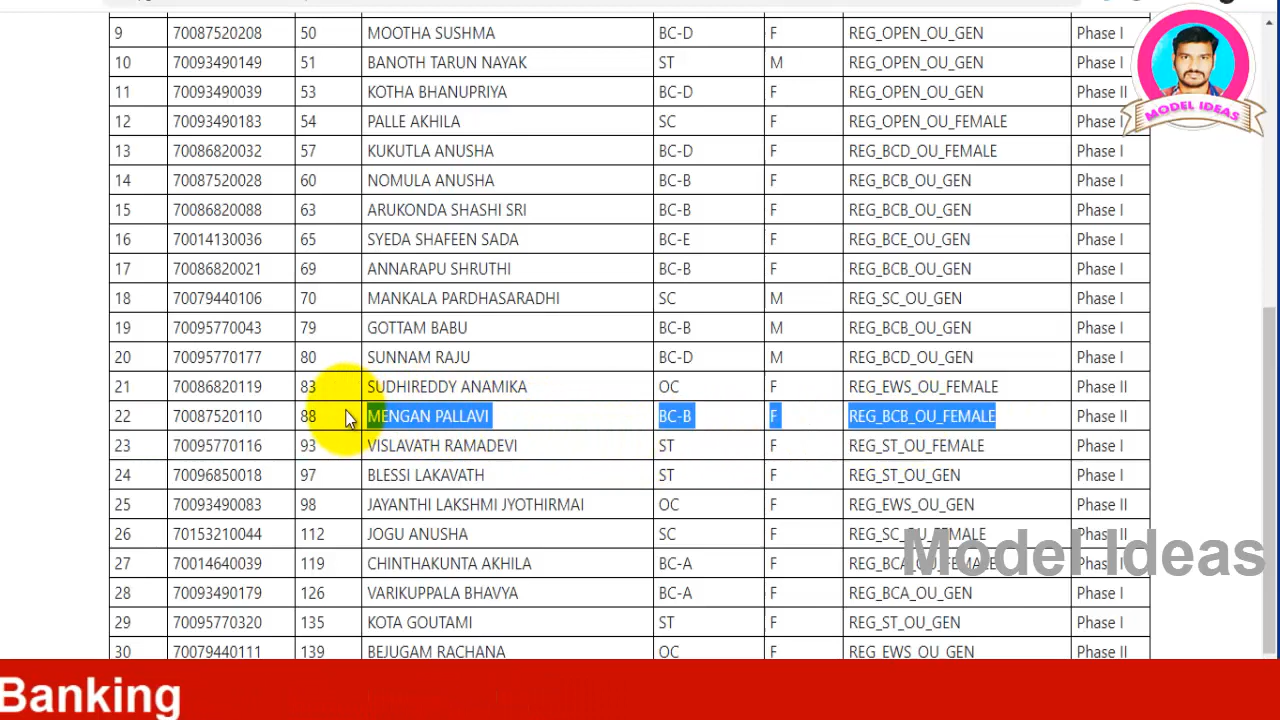 9 70087520208 50 MOOTHA SUSHMA BC-D F REG_OPEN_OU_GEN Phase I
10 70093490149 51 BANOTH TARUN NAYAK ST M REG_OPEN_OU_GEN Phase I
11 70093490039 53 KOTHA BHANUPRIYA BC-D F REG_OPEN_OU_GEN Phase II
12 70093490183 54 PALLE AKHILA SC F REG_OPEN_OU_FEMALE Phase I
13 70086820032 57 KUKUTLA ANUSHA BC-D F REG_BCD_OU_FEMALE Phase I
14 70087520028 60 NOMULA ANUSHA BC-B F REG_BCB_OU_GEN Phase I
15 70086820088 63 ARUKONDA SHASHI SRI BC-B F REG_BCB_OU_GEN Phase I
16 70014130036 65 SYEDA SHAFEEN SADA BC-E F REG_BCE_OU_GEN Phase I
17 70086820021 69 ANNARAPU SHRUTHI BC-B F REG_BCB_OU_GEN Phase I
18 70079440106 70 MANKALA PARDHASARADHI SC M REG_SC_OU_GEN Phase I
19 70095770043 79 GOTTAM BABU BC-B M REG_BCB_OU_GEN Phase I
20 70095770177 80 SUNNAM RAJU BC-D M REG_BCD_OU_GEN Phase I
21 70086820119 83 SUDHIREDDY ANAMIKA OC F REG_EWS_OU_FEMALE Phase II
22 70087520110 88 MENGAN PALLAVI BC-B F REG_BCB_OU_FEMALE Phase II
23 70095770116 93 VISLAVATH RAMADEVI ST F REG_ST_OU_FEMALE Phase I
24 70096850018 97 BLESSI LAKAVATH ST F REG_ST_OU_GEN Phase I
25 70093490083 98 JAYANTHI LAKSHMI JYOTHIRMAI OC F REG_EWS_OU_GEN Phase II
26 70153210044 112 JOGU ANUSHA SC F REG_SC_OU_FEMALE Phase II
27 70014640039 119 CHINTHAKUNTA AKHILA BC-A F REG_BCA_OU_FEMALE Phase I
28 70093490179 126 VARIKUPPALA BHAVYA BC-A F REG_BCA_OU_GEN Phase I
29 70095770320 135 KOTA GOUTAMI ST F REG_ST_OU_GEN Phase I
30 70079440111 139 BEJUGAM RACHANA OC F REG_EWS_OU_GEN Phase II
MODEL IDEAS
Model Ideas
Banking